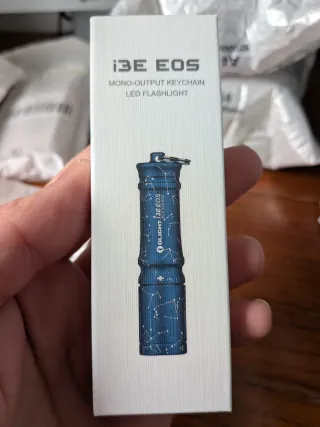 i3E EOS
MONO-OUTPUT KEYCHAIN
LED FLASHLIGHT
OLIGHT i3E EOS